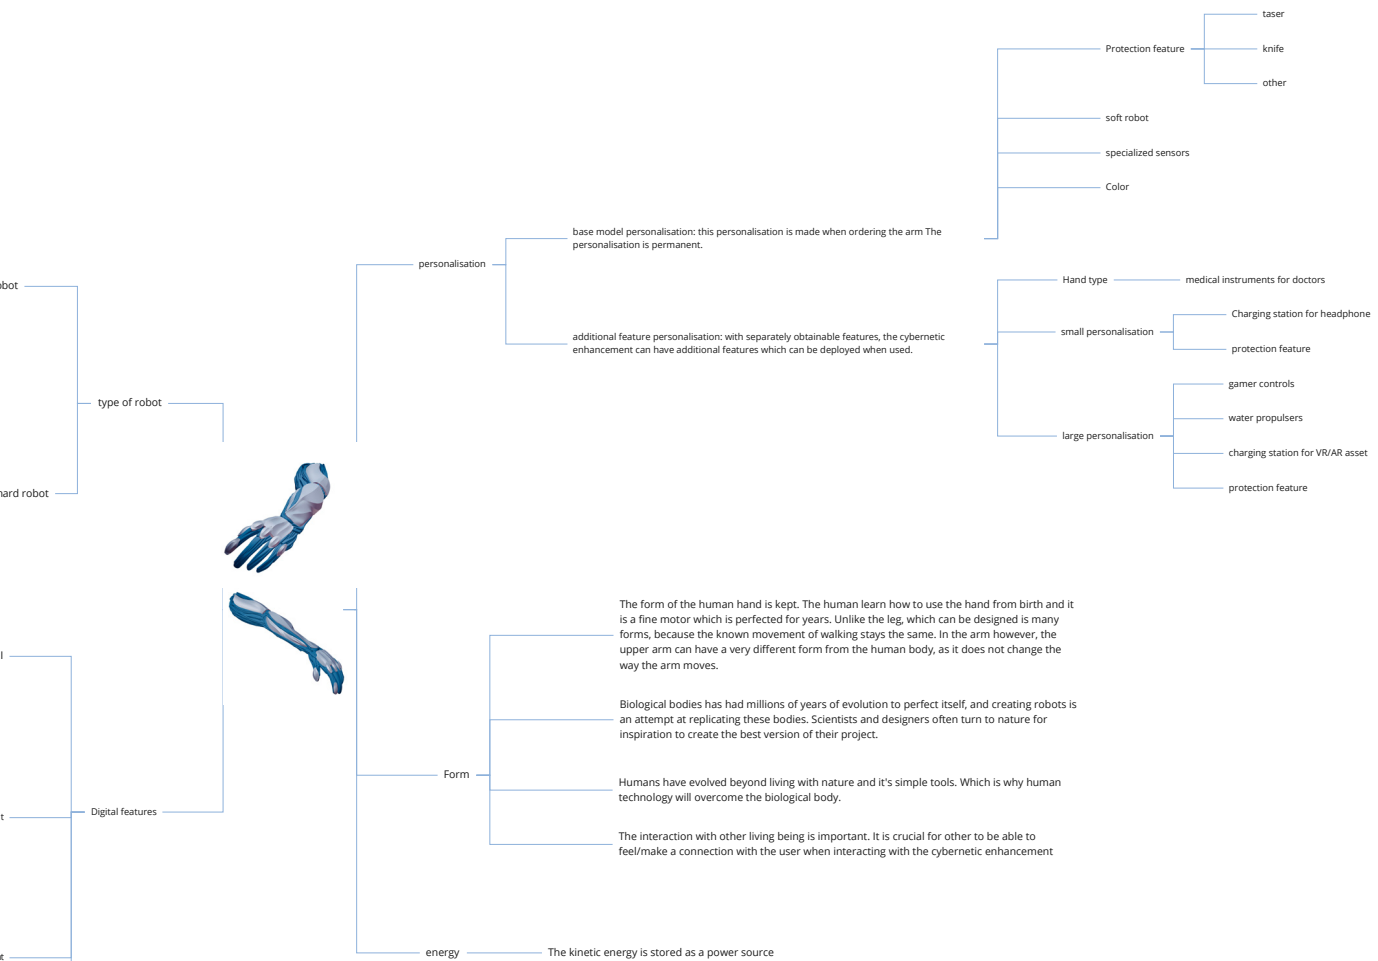 taser
Protection feature
knife
other
soft robot
specialized sensors
Color
base model personalisation: this personalisation is made when ordering the arm The
personalisation is permanent.
personalisation
Hand type
medical instruments for doctors
Charging station for headphone
small personalisation
additional feature personalisation: with separately obtainable features, the cybernetic
enhancement can have additional features which can be deployed when used.
protection feature
gamer controls
water propulsers
large personalisation
charging station for VR/AR asset
protection feature
type of robot
robot
The form of the human hand is kept. The human learn how to use the hand from birth and it
is a fine motor which is perfected for years. Unlike the leg, which can be designed is many
forms, because the known movement of walking stays the same. In the arm however, the
upper arm can have a very different form from the human body, as it does not change the
way the arm moves.
Biological bodies has had millions of years of evolution to perfect itself, and creating robots is
an attempt at replicating these bodies. Scientists and designers often turn to nature for
inspiration to create the best version of their project.
Form
Humans have evolved beyond living with nature and it's simple tools. Which is why human
technology will overcome the biological body.
Digital features
The interaction with other living being is important. It is crucial for other to be able to
feel/make a connection with the user when interacting with the cybernetic enhancement
energy
The kinetic energy is stored as a power source